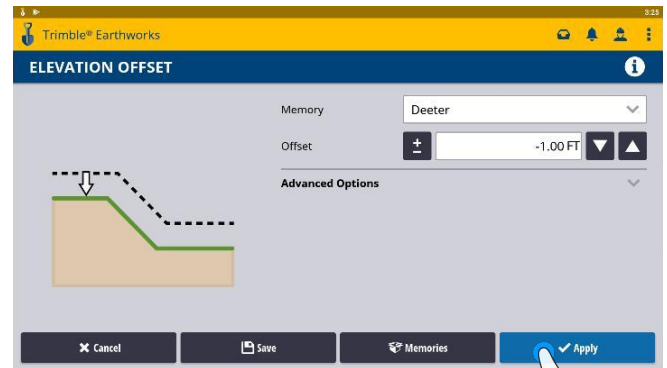 3:25
Trimble® Earthworks
ELEVATION OFFSET
Memory Deeter
Offset ± -1.00 FT
Advanced Options
Cancel Save Memories Apply